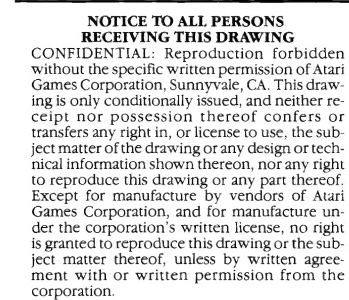 NOTICE TO ALL PERSONS
RECEIVING THIS DRAWING
CONFIDENTIAL: Reproduction forbidden
without the specific written permission of Atari
Games Corporation, Sunnyvale, CA. This draw-
ing is only conditionally issued, and neither re-
ceipt nor possession thereof confers or
transfers any right in, or license to use, the sub-
ject matter of the drawing or any design or tech-
nical information shown thereon, nor any right
to reproduce this drawing or any part thereof.
Except for manufacture by vendors of Atari
Games Corporation, and for manufacture un-
der the corporation's written license, no right
is granted to reproduce this drawing or the sub-
ject matter thereof, unless by written agree-
ment with or written permission from the
corporation.